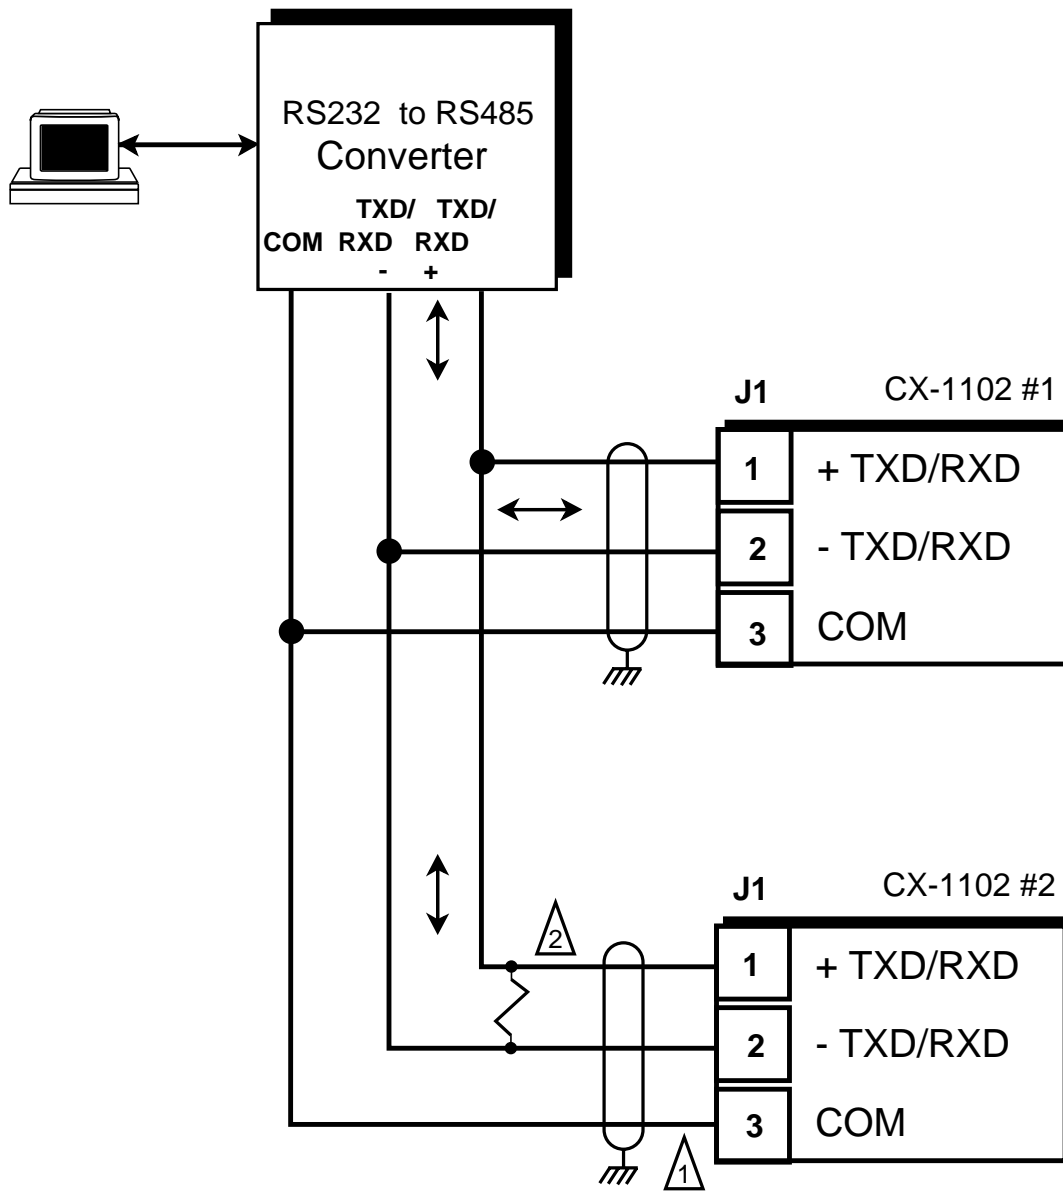 RS232 to RS485
Converter
TXD/ TXD/
COM RXD RXD
- +
J1 CX-1102 #1
1 + TXD/RXD
2 - TXD/RXD
3 COM
J1 CX-1102 #2
2
1 + TXD/RXD
2 - TXD/RXD
3 COM
1